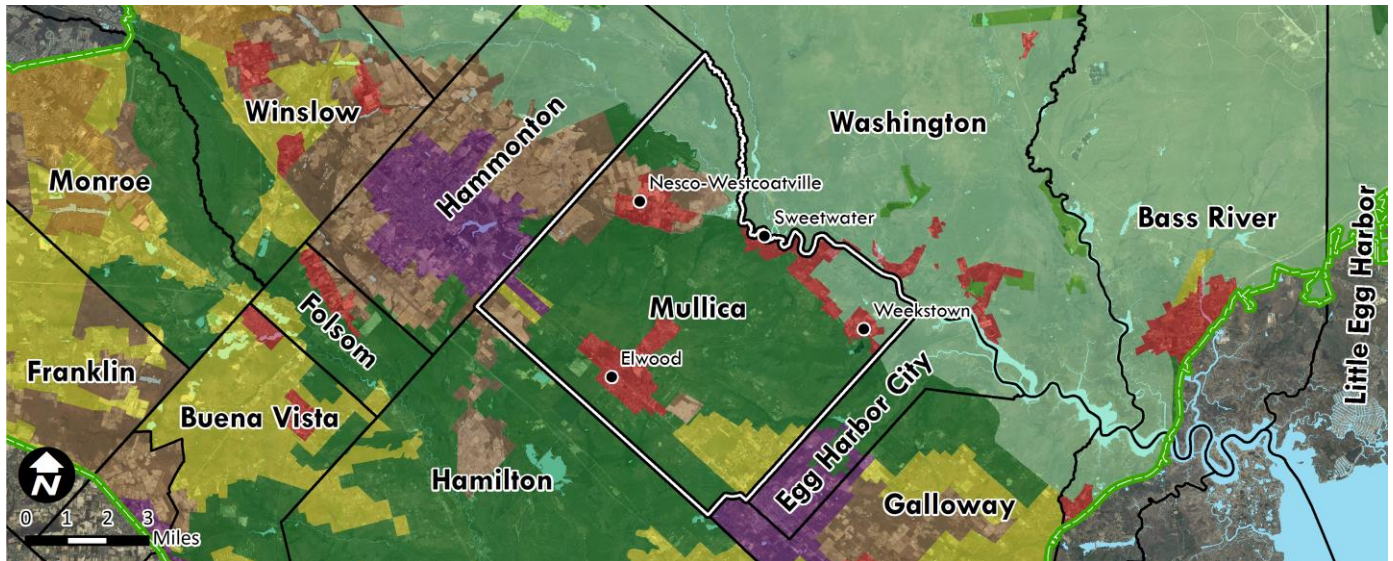 Winslow
Hammonton
Washington
Monroe
Nesco-Westcoatville
Sweetwater
Bass River
Little Egg Harbor
Folsom
Mullica
Weekstown
Franklin
Elwood
Buena Vista
Egg Harbor City
Hamilton
Galloway
N
0 1 2 3
Miles